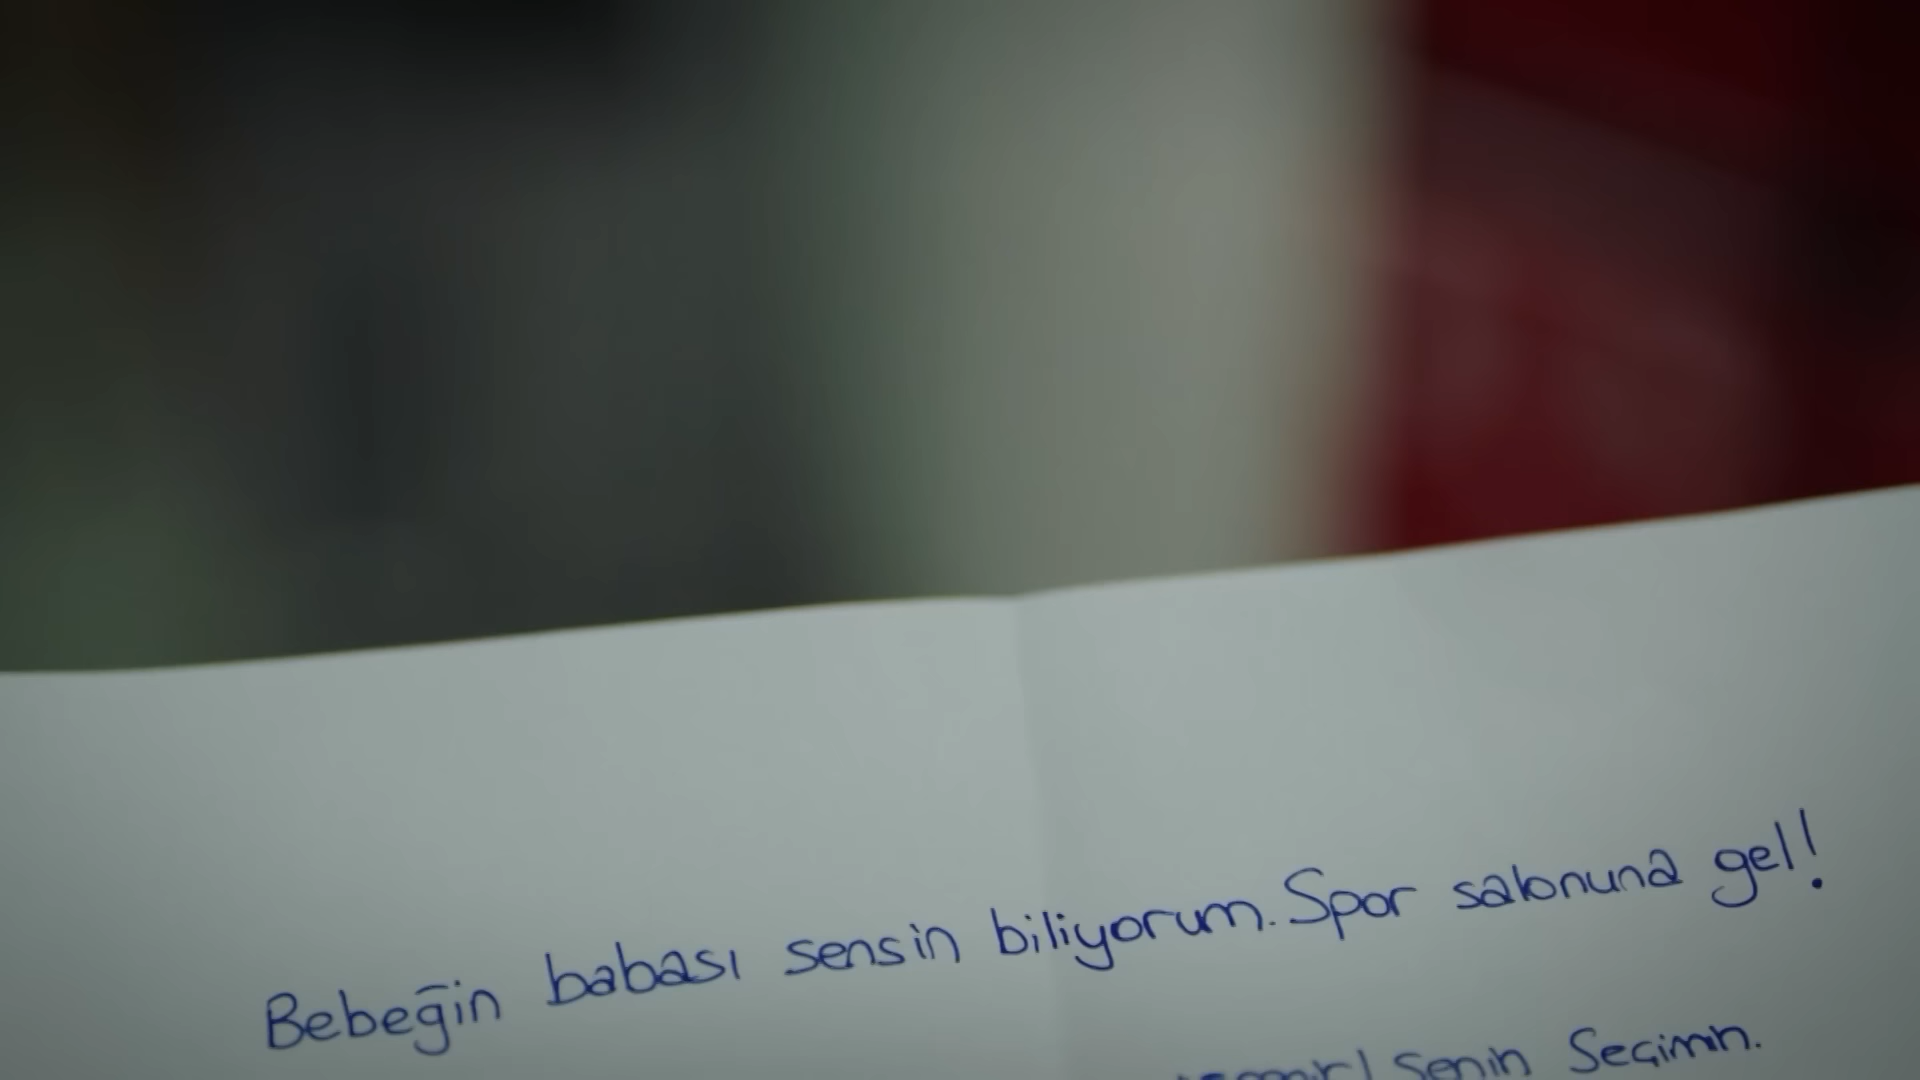 Bebeğin babası sensin biliyorum. Spor salonuna gel!
Senin Seçimin.